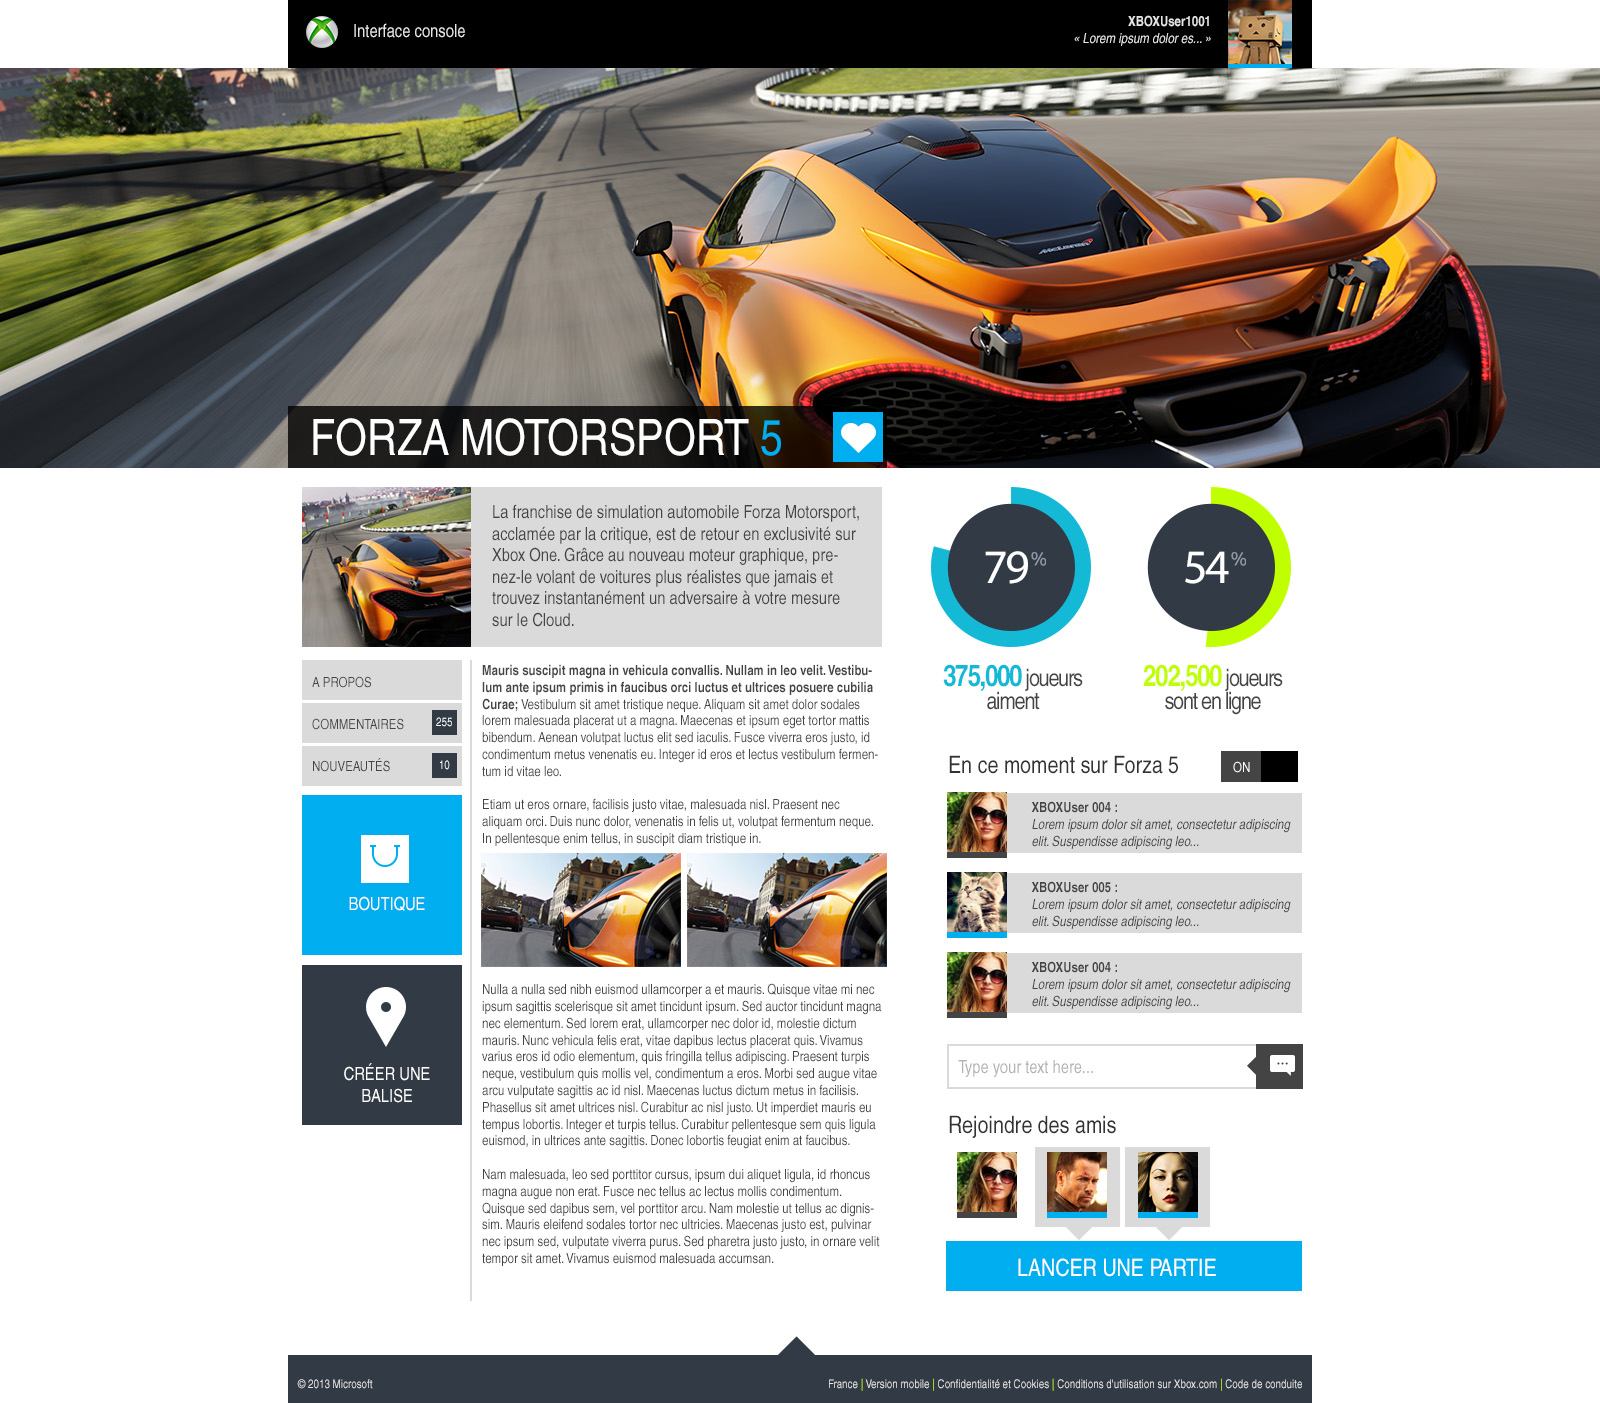 Interface console
XBOXUser1001
« Lorem ipsum dolor es... »
McLaren
FORZA MOTORSPORT 5
La franchise de simulation automobile Forza Motorsport,
acclamée par la critique, est de retour en exclusivité sur
Xbox One. Grâce au nouveau moteur graphique, pre-
nez-le volant de voitures plus réalistes que jamais et
trouvez instantanément un adversaire à votre mesure
sur le Cloud.
A PROPOS
COMMENTAIRES 255
NOUVEAUTÉS 10
BOUTIQUE
CRÉER UNE
BALISE
Mauris suscipit magna in vehicula convallis. Nullam in leo velit. Vestibu-
lum ante ipsum primis in faucibus orci luctus et ultrices posuere cubilia
Curae; Vestibulum sit amet tristique neque. Aliquam sit amet dolor sodales
lorem malesuada placerat ut a magna. Maecenas et ipsum eget tortor mattis
bibendum. Aenean volutpat luctus elit sed iaculis. Fusce viverra eros justo, id
condimentum metus venenatis eu. Integer id eros et lectus vestibulum fermen-
tum id vitae leo.
Etiam ut eros ornare, facilisis justo vitae, malesuada nisl. Praesent nec
aliquam orci. Duis nunc dolor, venenatis in felis ut, volutpat fermentum neque.
In pellentesque enim tellus, in suscipit diam tristique in.
Nulla a nulla sed nibh euismod ullamcorper a et mauris. Quisque vitae mi nec
ipsum sagittis scelerisque sit amet tincidunt ipsum. Sed auctor tincidunt magna
nec elementum. Sed lorem erat, ullamcorper nec dolor id, molestie dictum
mauris. Nunc vehicula felis erat, vitae dapibus lectus placerat quis. Vivamus
varius eros id odio elementum, quis fringilla tellus adipiscing. Praesent turpis
neque, vestibulum quis mollis vel, condimentum a eros. Morbi sed augue vitae
arcu vulputate sagittis ac id nisl. Maecenas luctus dictum metus in facilisis.
Phasellus sit amet ultrices nisl. Curabitur ac nisl justo. Ut imperdiet mauris eu
tempus lobortis. Integer et turpis tellus. Curabitur pellentesque sem quis ligula
euismod, in ultrices ante sagittis. Donec lobortis feugiat enim at faucibus.
Nam malesuada, leo sed porttitor cursus, ipsum dui aliquet ligula, id rhoncus
magna augue non erat. Fusce nec tellus ac lectus mollis condimentum.
Quisque sed dapibus sem, vel porttitor arcu. Nam molestie ut tellus ac dignis-
sim. Mauris eleifend sodales tortor nec ultricies. Maecenas justo est, pulvinar
nec ipsum sed, vulputate viverra purus. Sed pharetra justo justo, in ornare velit
tempor sit amet. Vivamus euismod malesuada accumsan.
79%
375,000 joueurs
aiment
54%
202,500 joueurs
sont en ligne
En ce moment sur Forza 5 ON
XBOXUser 004 :
Lorem ipsum dolor sit amet, consectetur adipiscing
elit. Suspendisse adipiscing leo...
XBOXUser 005 :
Lorem ipsum dolor sit amet, consectetur adipiscing
elit. Suspendisse adipiscing leo...
XBOXUser 004 :
Lorem ipsum dolor sit amet, consectetur adipiscing
elit. Suspendisse adipiscing leo...
Type your text here...
Rejoindre des amis
LANCER UNE PARTIE
© 2013 Microsoft
France | Version mobile | Confidentialité et Cookies | Conditions d'utilisation sur Xbox.com | Code de conduite